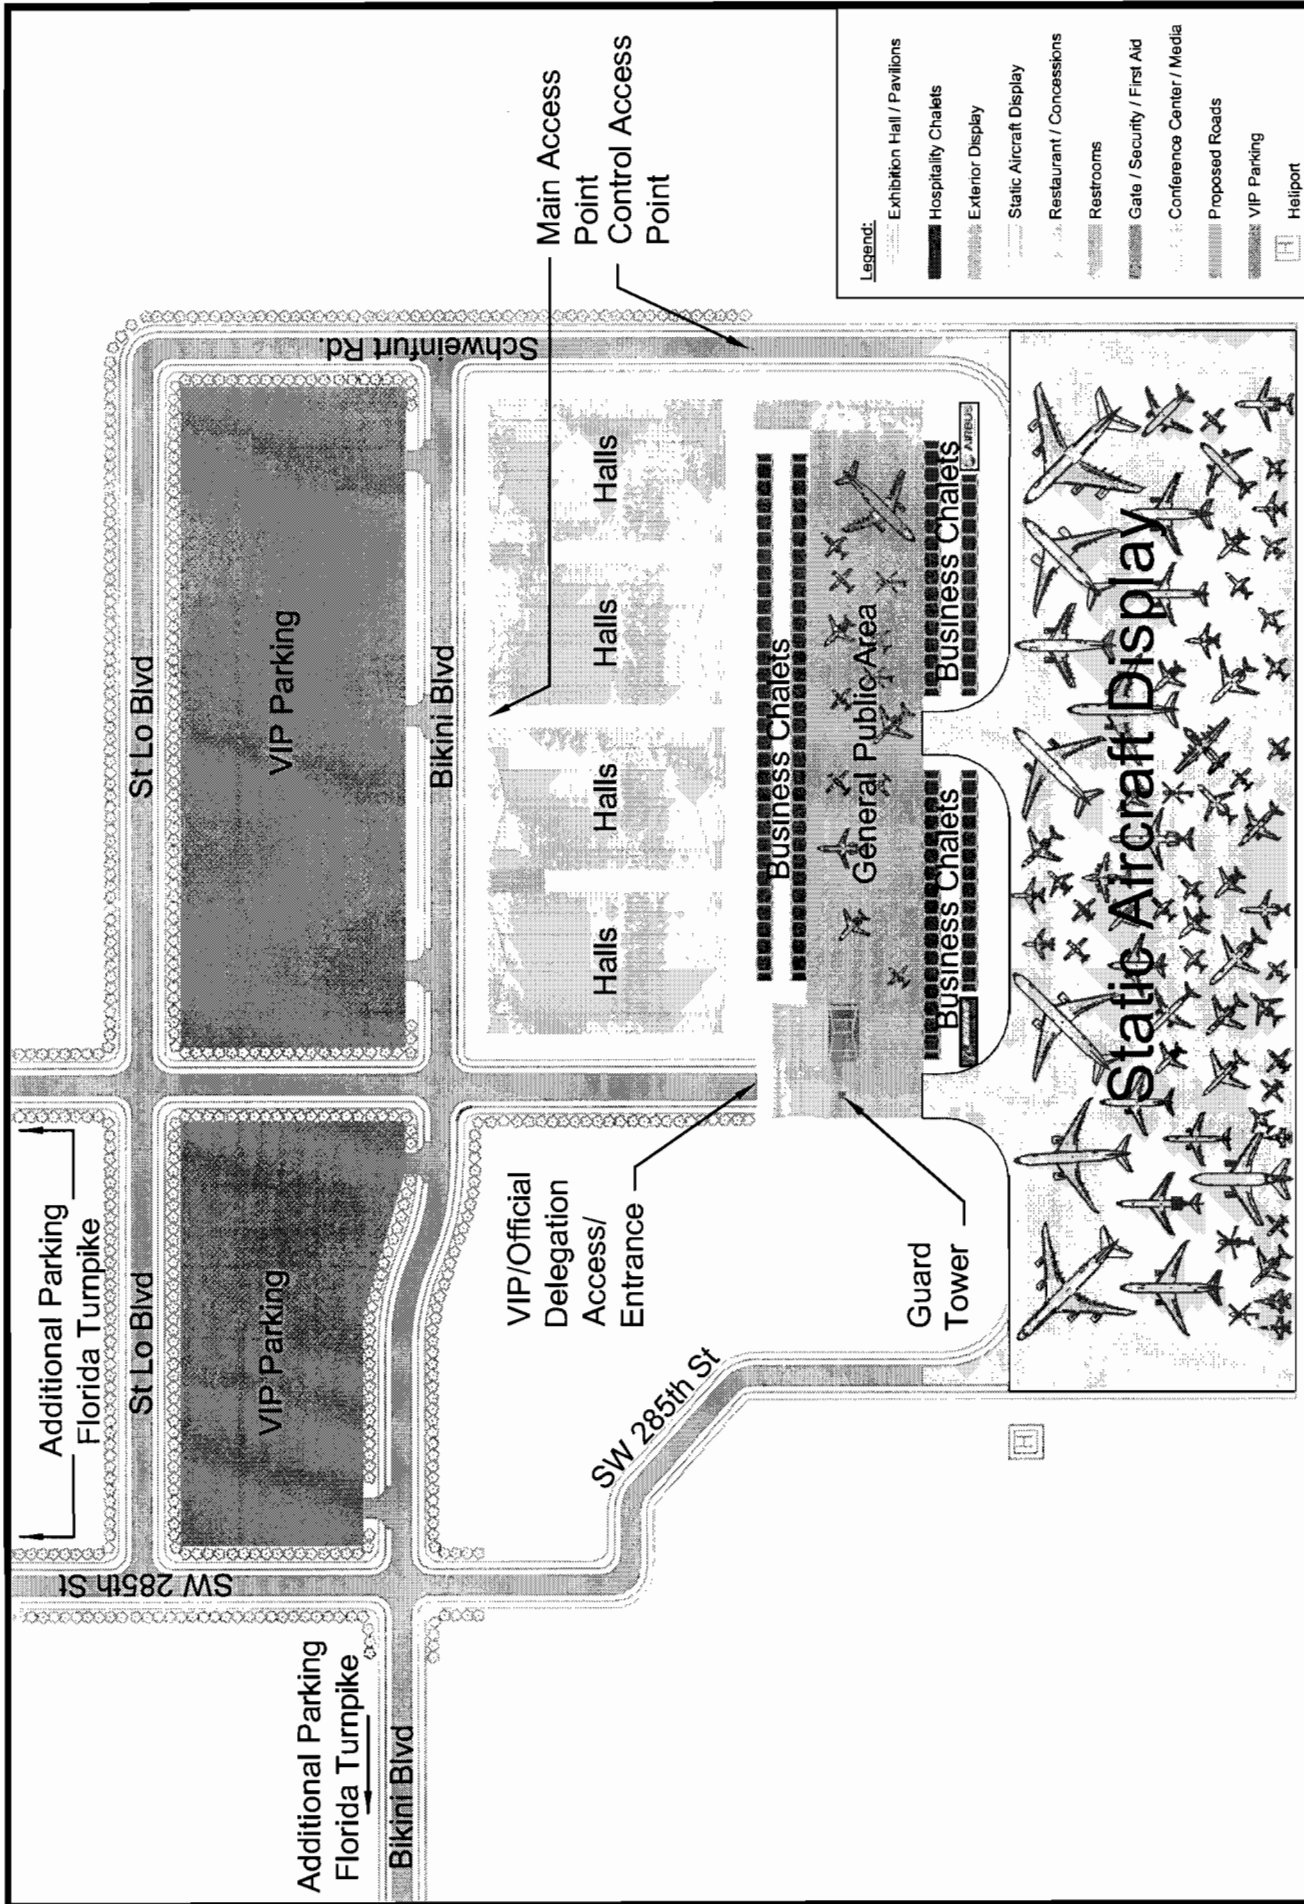 Additional Parking
Florida Turnpike
St Lo Blvd
St Lo Blvd
SW 285th St
VIP Parking
VIP Parking
Schweinfurt Rd.
Additional Parking
Florida Turnpike
Bikini Blvd
Bikini Blvd
Main Access
Point
Control Access
Point
Halls
Halls
Halls
Halls
VIP/Official
Delegation
Access/
Entrance
SW 285th St
Business Chalets
General Public Area
Guard
Tower
Business Chalets
Business Chalets
AIRBUS
Static Aircraft Display
H
Legend:
Exhibition Hall / Pavilions
Hospitality Chalets
Exterior Display
Static Aircraft Display
Restaurant / Concessions
Restrooms
Gate / Security / First Aid
Conference Center / Media
Proposed Roads
VIP Parking
H Heliport